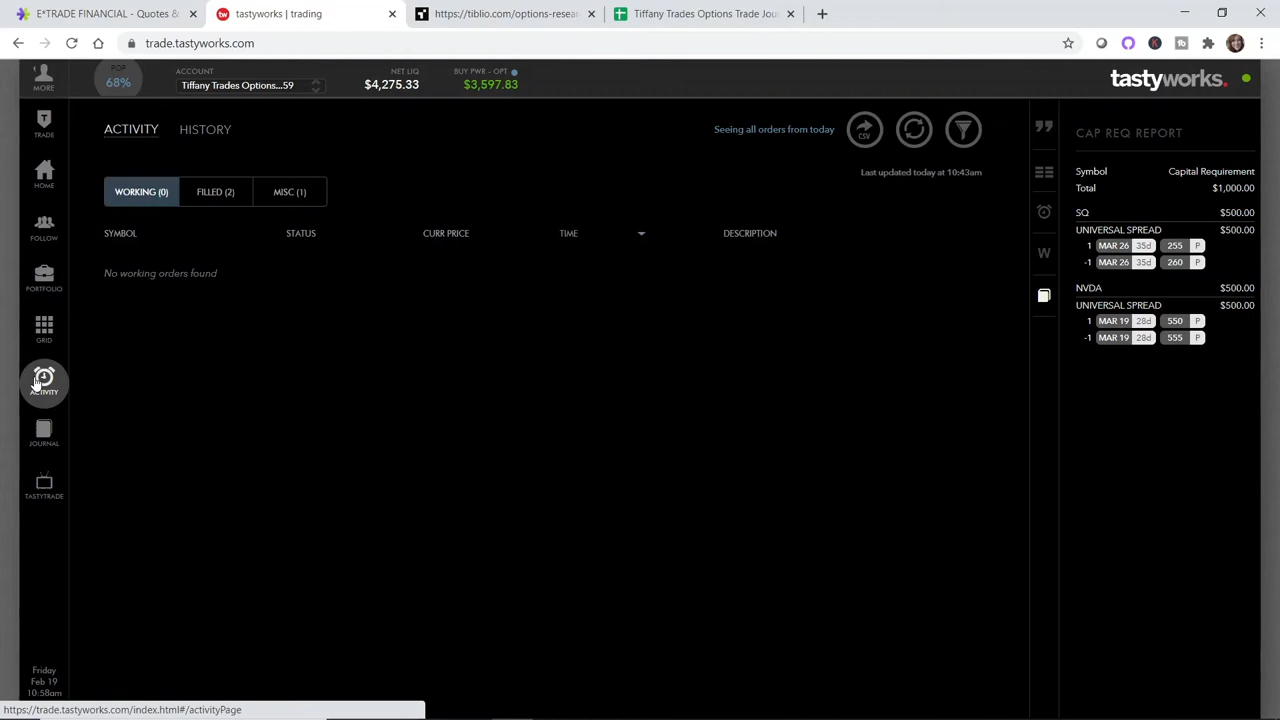 E*TRADE FINANCIAL - Quotes &
tastyworks | trading
https://tiblio.com/options-resea
Tiffany Trades Options Trade Jou
trade.tastyworks.com
MORE
POP
68%
ACCOUNT
Tiffany Trades Options...59
NET LIQ
$4,275.33
BUY PWR - OPT
$3,597.83
tastyworks.
TRADE
HOME
FOLLOW
PORTFOLIO
GRID
ACTIVITY
JOURNAL
TASTYTRADE
ACTIVITY
HISTORY
Seeing all orders from today
CSV
Last updated today at 10:43am
WORKING (0)
FILLED (2)
MISC (1)
SYMBOL
STATUS
CURR PRICE
TIME
DESCRIPTION
No working orders found
W
CAP REQ REPORT
Symbol Capital Requirement
Total $1,000.00
SQ $500.00
UNIVERSAL SPREAD $500.00
1 MAR 26 35d 255 P
-1 MAR 26 35d 260 P
NVDA $500.00
UNIVERSAL SPREAD $500.00
1 MAR 19 28d 550 P
-1 MAR 19 28d 555 P
Friday
Feb 19
10:58am
https://trade.tastyworks.com/index.html#/activityPage